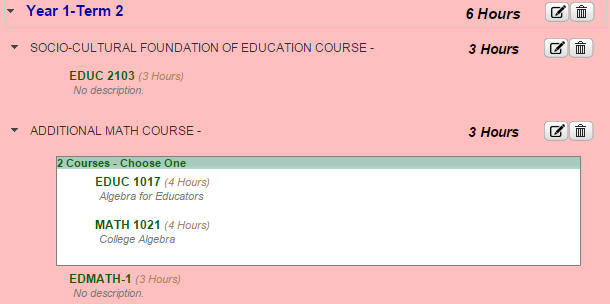 Year 1-Term 2 6 Hours
SOCIO-CULTURAL FOUNDATION OF EDUCATION COURSE - 3 Hours
EDUC 2103 (3 Hours)
No description.
ADDITIONAL MATH COURSE - 3 Hours
2 Courses - Choose One
EDUC 1017 (4 Hours)
Algebra for Educators
MATH 1021 (4 Hours)
College Algebra
EDMATH-1 (3 Hours)
No description.